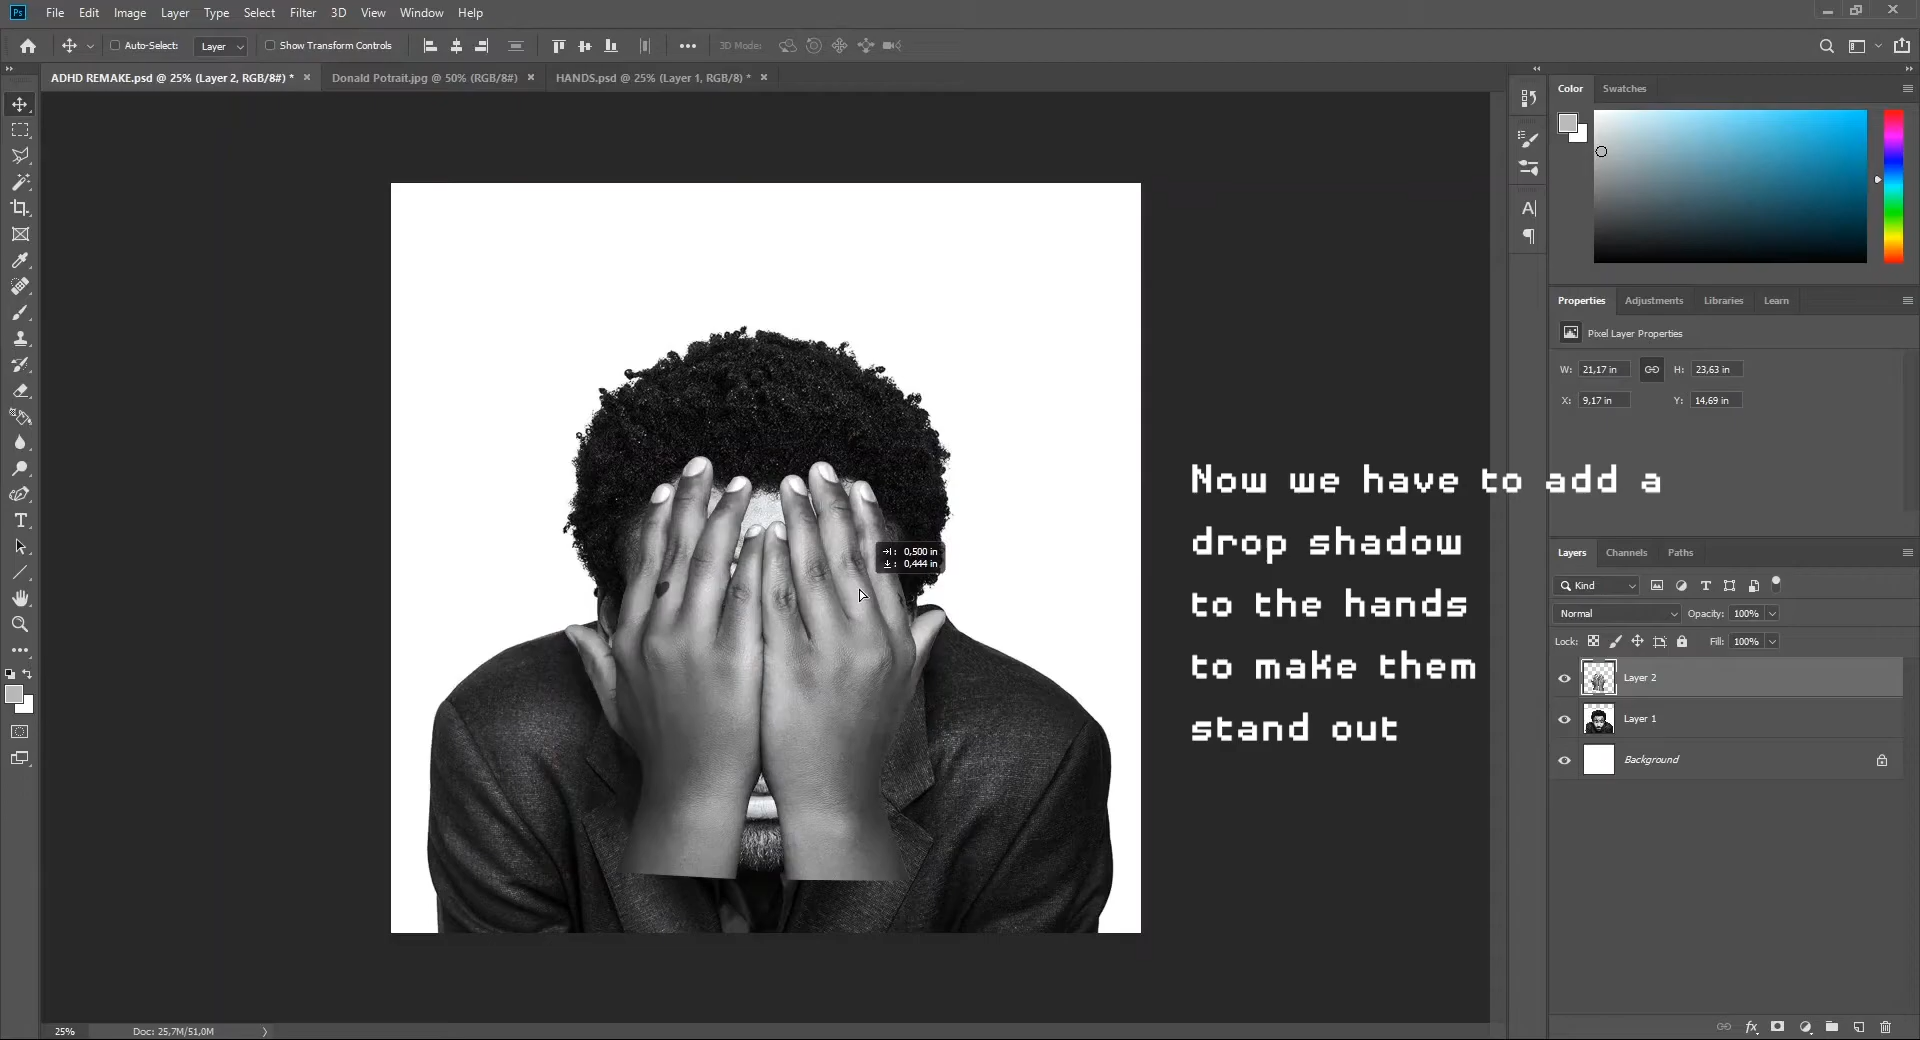 Ps File Edit Image Layer Type Select Filter 3D View Window Help
Auto-Select: Layer Show Transform Controls 3D Mode:
ADHD REMAKE.psd @ 25% (Layer 2, RGB/8#) * × Donald Potrait.jpg @ 50% (RGB/8#) × HANDS.psd @ 25% (Layer 1, RGB/8) * ×
Color Swatches
Properties Adjustments Libraries Learn
Pixel Layer Properties
W: 21,17 in H: 23,63 in
X: 9,17 in Y: 14,69 in
Now we have to add a
drop shadow
to the hands
to make them
stand out
0,500 in
0,444 in
Layers Channels Paths
Kind
Normal Opacity: 100%
Lock: Fill: 100%
Layer 2
Layer 1
Background
25% Doc: 25,7M/51,0M